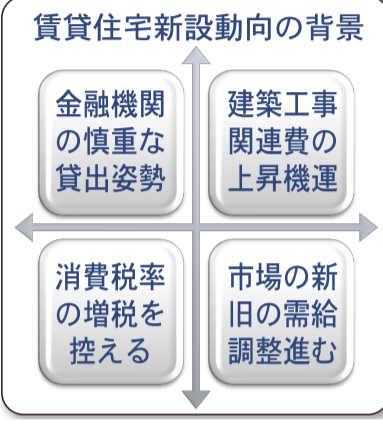 賃貸住宅新設動向の背景
金融機関
の慎重な
貸出姿勢
建築工事
関連費の
上昇機運
消費税率
の増税を
控える
市場の新
旧の需給
調整進む